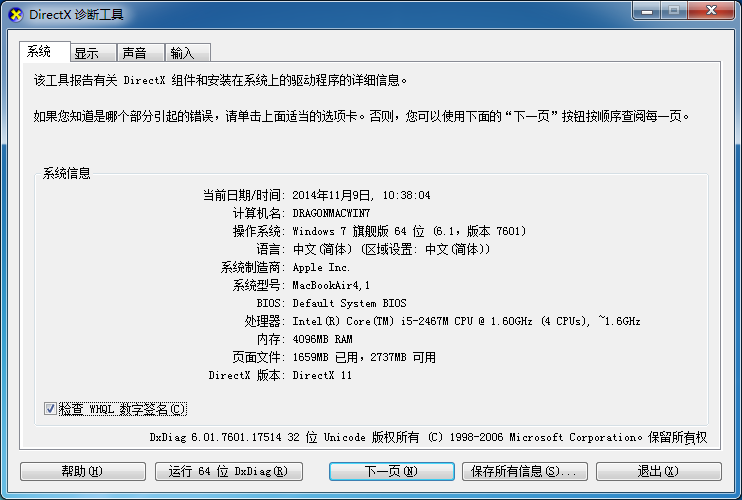 DirectX 诊断工具
系统 显示 声音 输入
该工具报告有关 DirectX 组件和安装在系统上的驱动程序的详细信息。
如果您知道是哪个部分引起的错误，请单击上面适当的选项卡。否则，您可以使用下面的“下一页”按钮按顺序查阅每一页。
系统信息
当前日期/时间: 2014年11月9日, 10:38:04
计算机名: DRAGONMACWIN7
操作系统: Windows 7 旗舰版 64 位 (6.1，版本 7601)
语言: 中文(简体) (区域设置: 中文(简体))
系统制造商: Apple Inc.
系统型号: MacBookAir4,1
BIOS: Default System BIOS
处理器: Intel(R) Core(TM) i5-2467M CPU @ 1.60GHz (4 CPUs), ~1.6GHz
内存: 4096MB RAM
页面文件: 1659MB 已用，2737MB 可用
DirectX 版本: DirectX 11
检查 WHQL 数字签名(C)
DxDiag 6.01.7601.17514 32 位 Unicode 版权所有 (C) 1998-2006 Microsoft Corporation。保留所有权
帮助(H) 运行 64 位 DxDiag(R) 下一页(N) 保存所有信息(S)... 退出(X)